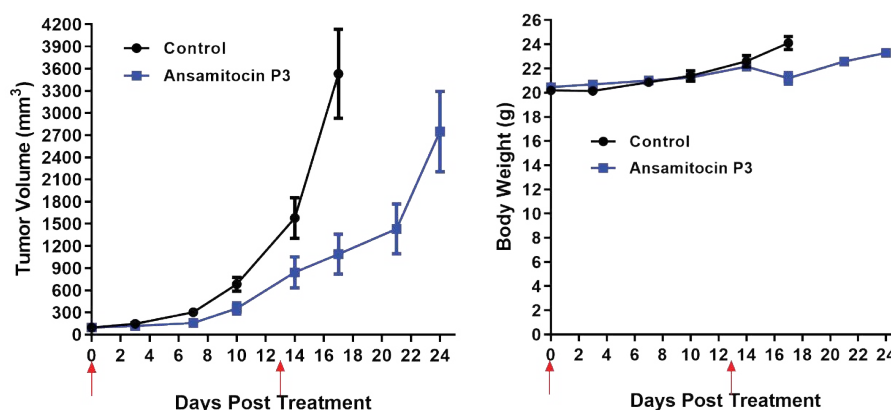 4200
3900
3600
3300
3000
2700
2400
2100
1800
1500
1200
900
600
300
0
Tumor Volume (mm3)
Control
Ansamitocin P3
0 2 4 6 8 10 12 14 16 18 20 22 24
Days Post Treatment
26
24
22
20
18
16
14
12
10
8
6
4
2
0
Body Weight (g)
Control
Ansamitocin P3
0 2 4 6 8 10 12 14 16 18 20 22 24
Days Post Treatment